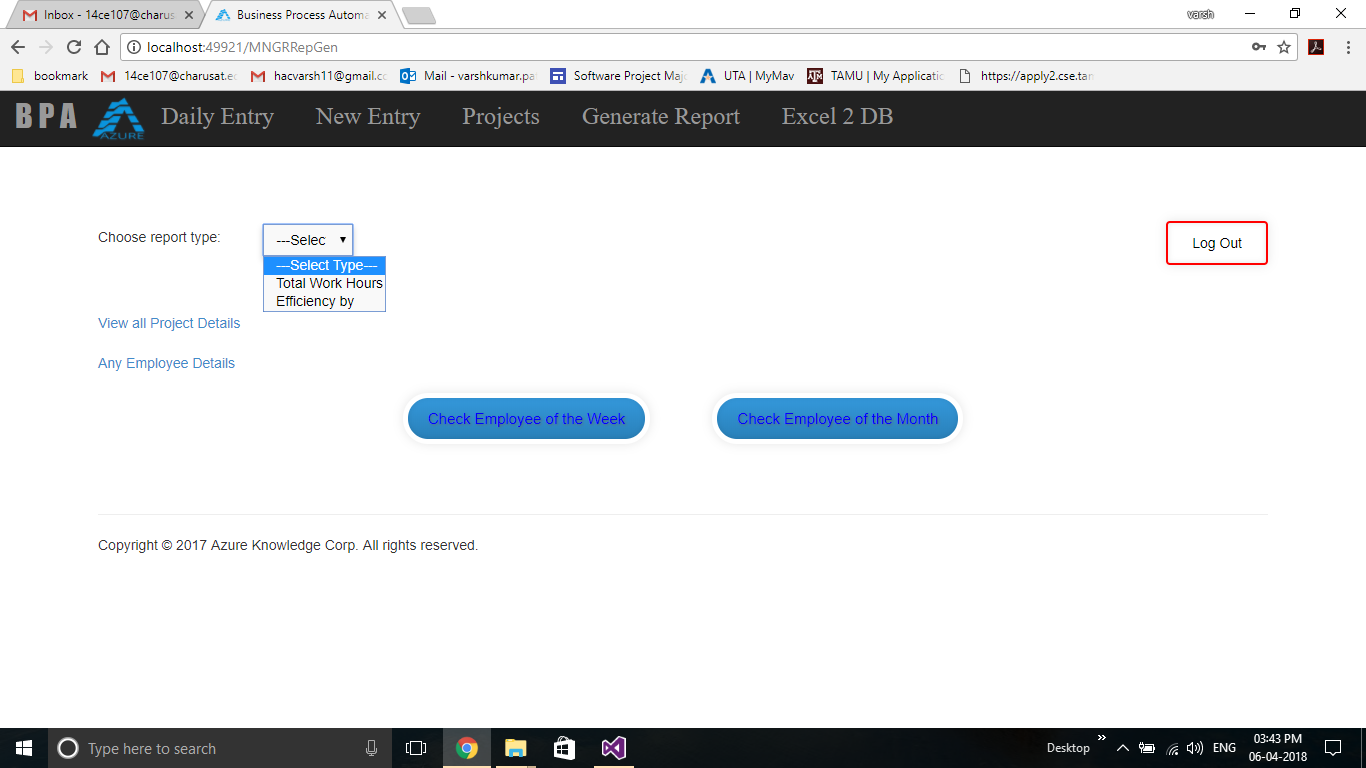 Inbox - 14ce107@charus
Business Process Automa
varsh
localhost:49921/MNGRRepGen
bookmark
14ce107@charusat.e
hacvarsh11@gmail.c
Mail - varshkumar.pa
Software Project Maj
UTA | MyMav
TAMU | My Applicatio
https://apply2.cse.tam
BPA
AZURE
Daily Entry
New Entry
Projects
Generate Report
Excel 2 DB
Choose report type:
---Selec
---Select Type---
Total Work Hours
Efficiency by
Log Out
View all Project Details
Any Employee Details
Check Employee of the Week
Check Employee of the Month
Copyright © 2017 Azure Knowledge Corp. All rights reserved.
Type here to search
Desktop
ENG
03:43 PM
06-04-2018